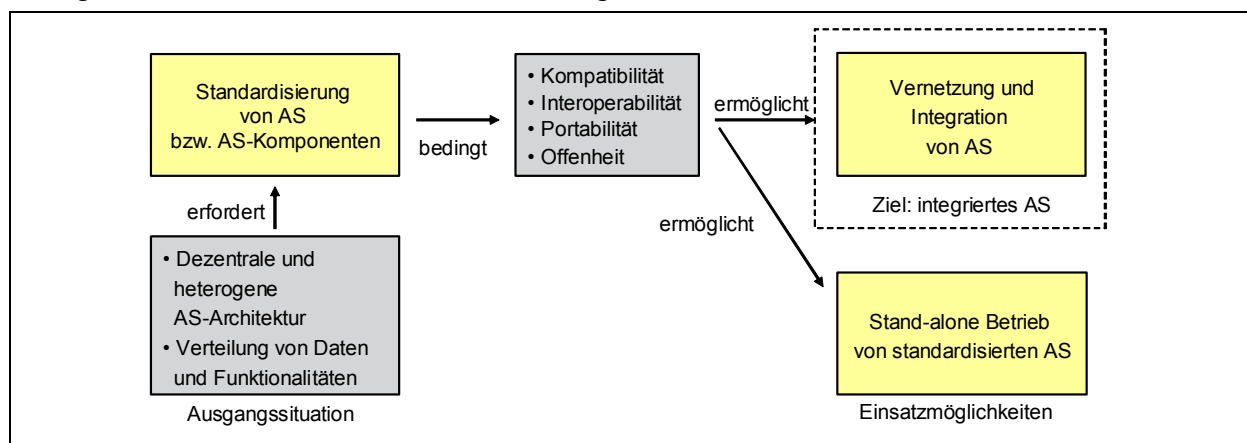 Standardisierung
von AS
bzw. AS-Komponenten
bedingt
• Kompatibilität
• Interoperabilität
• Portabilität
• Offenheit
ermöglicht
Vernetzung und
Integration
von AS
Ziel: integriertes AS
erfordert
ermöglicht
• Dezentrale und
heterogene
AS-Architektur
• Verteilung von Daten
und Funktionalitäten
Ausgangssituation
Stand-alone Betrieb
von standardisierten AS
Einsatzmöglichkeiten